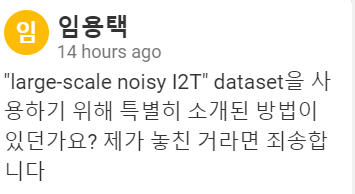 임
임용택
14 hours ago
"large-scale noisy I2T" dataset을 사
용하기 위해 특별히 소개된 방법이
있던가요? 제가 놓친 거라면 죄송합
니다